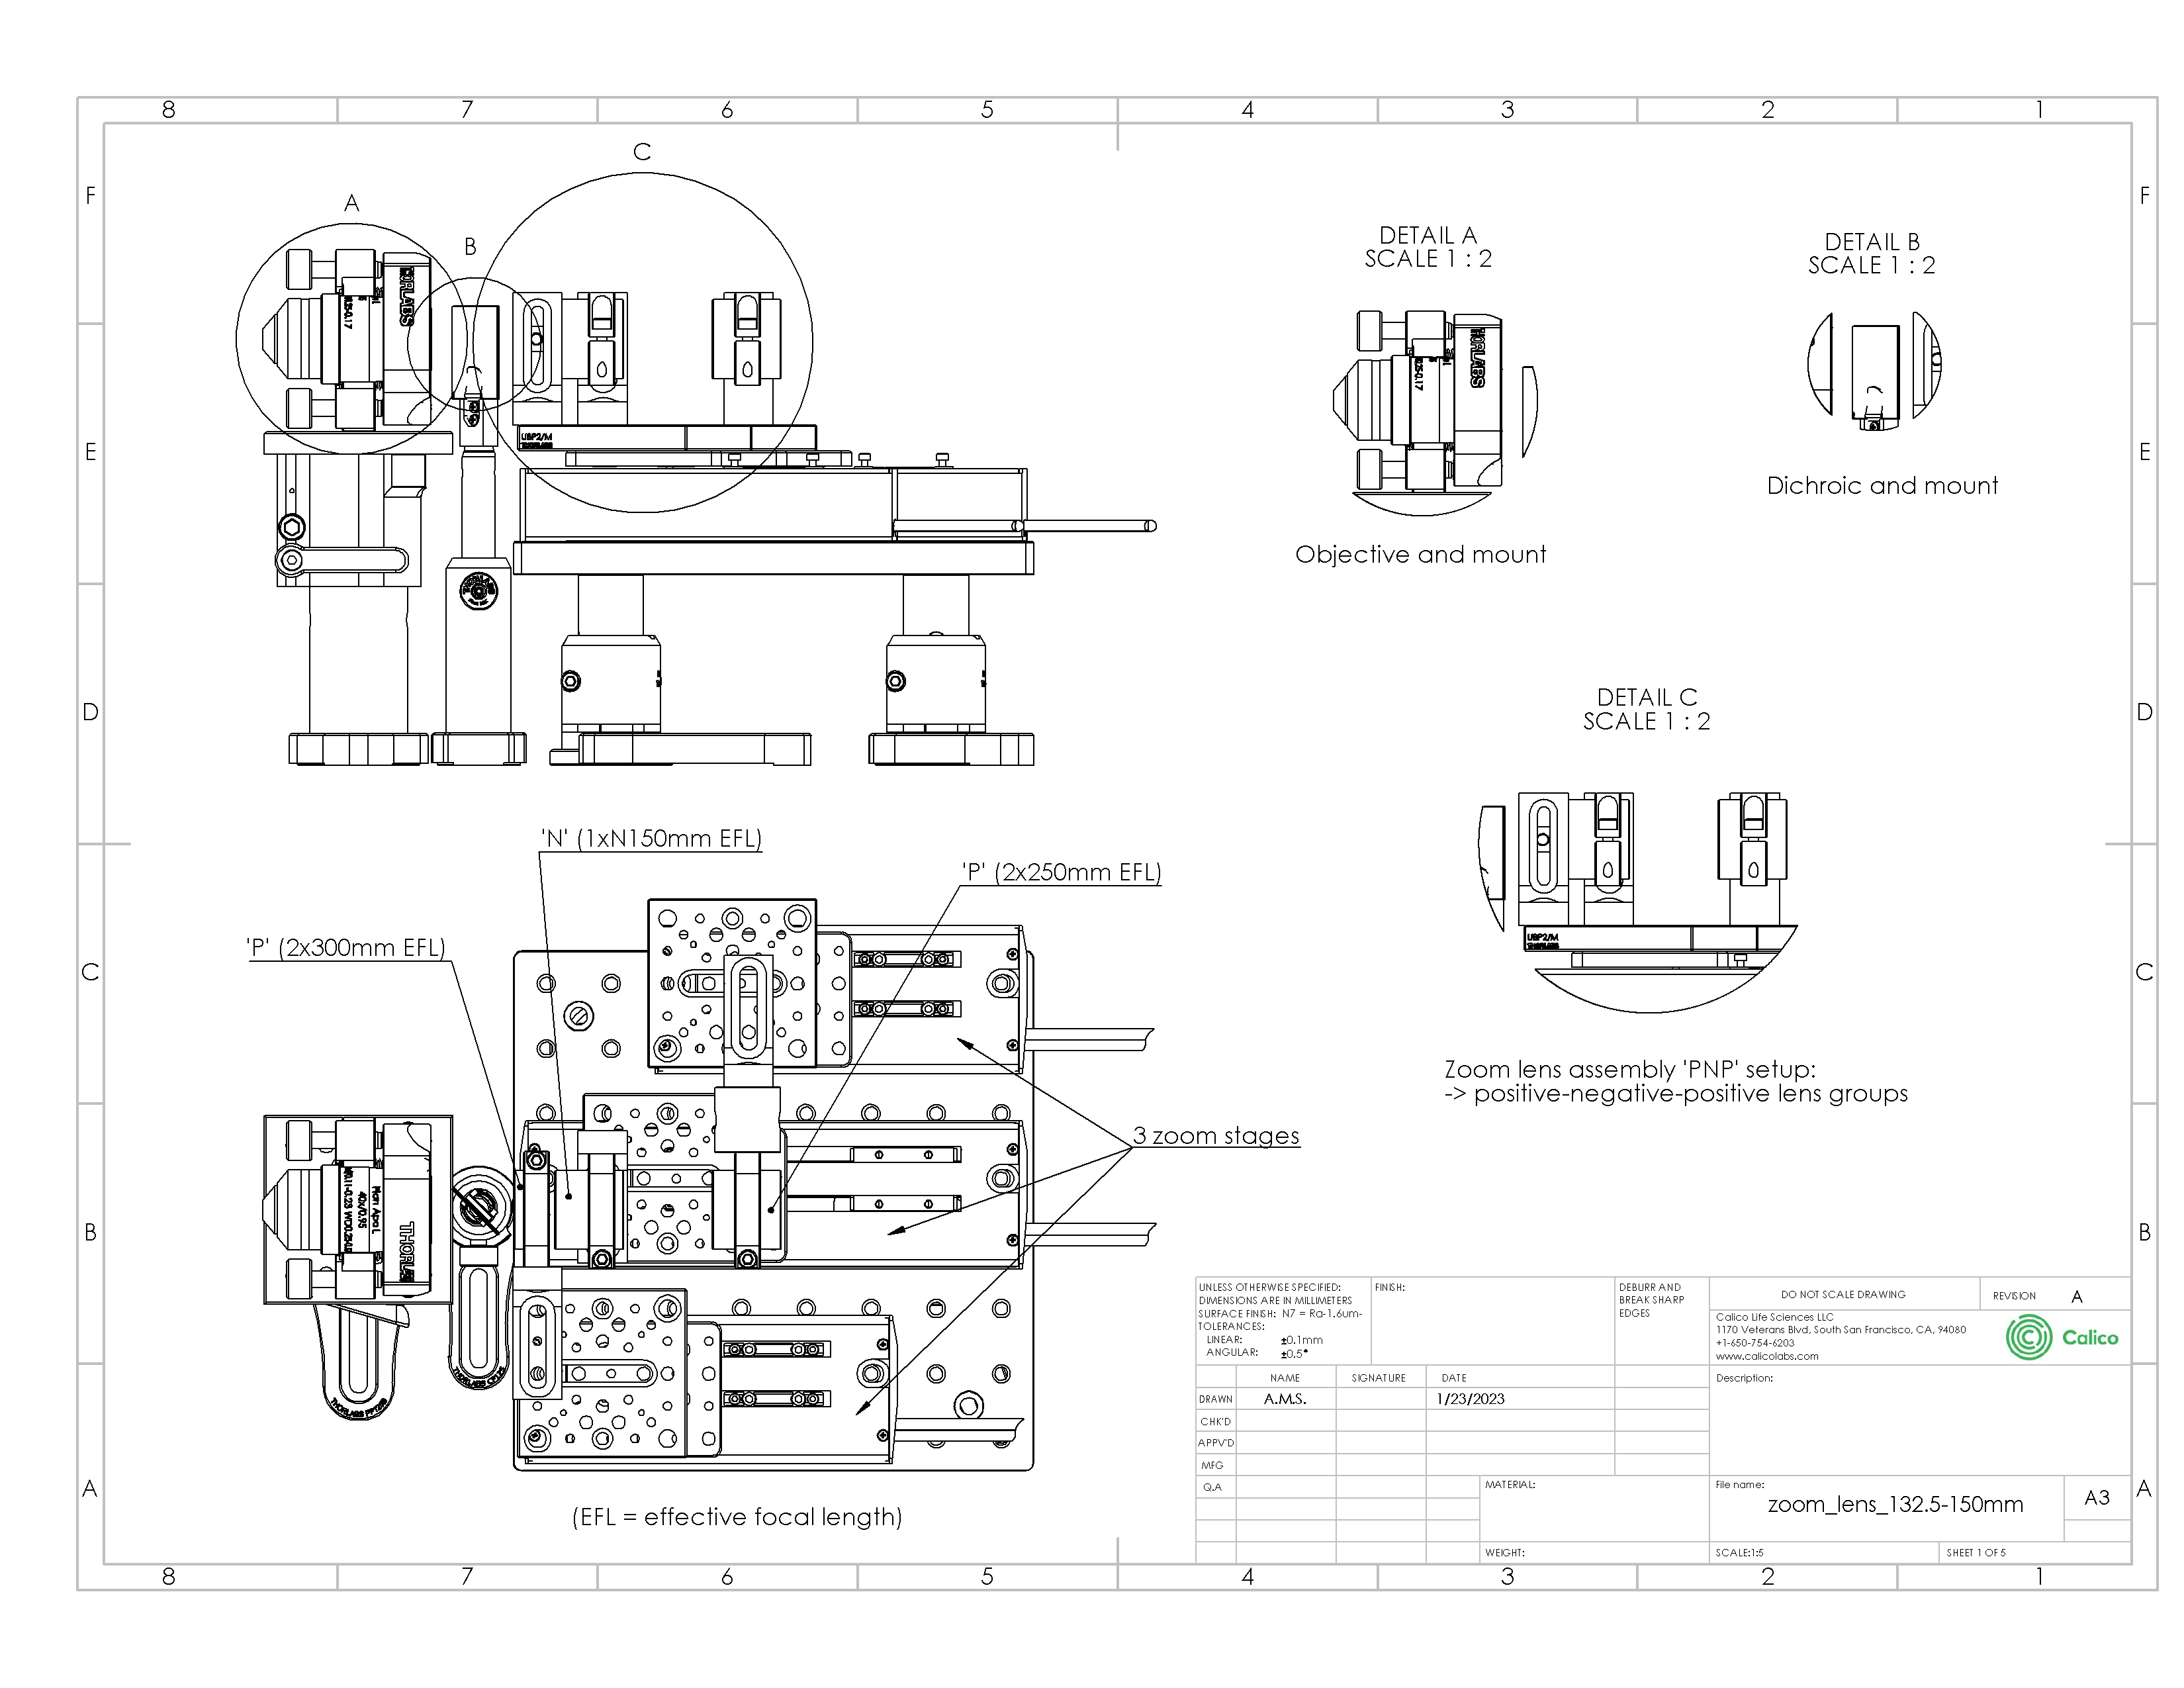 8 7 6 5 4 3 2 1
F F
E E
D D
C C
B B
A A
C
A
B
THORLABS
UBP2/M
THORLABS
DETAIL A
SCALE 1 : 2
THORLABS
Objective and mount
DETAIL B
SCALE 1 : 2
Dichroic and mount
DETAIL C
SCALE 1 : 2
UBP2/M
THORLABS
Zoom lens assembly 'PNP' setup:
-> positive-negative-positive lens groups
'N' (1xN150mm EFL)
'P' (2x250mm EFL)
'P' (2x300mm EFL)
3 zoom stages
Plan Apo λ
40x/0.95
THORLABS
(EFL = effective focal length)
UNLESS OTHERWISE SPECIFIED:
DIMENSIONS ARE IN MILLIMETERS
SURFACE FINISH: N7 = Ra-1.6um-
TOLERANCES:
LINEAR: ±0.1mm
ANGULAR: ±0.5°
FINISH:
DEBURR AND
BREAK SHARP
EDGES
DO NOT SCALE DRAWING
REVISION A
Calico Life Sciences LLC
1170 Veterans Blvd, South San Francisco, CA, 94080
+1-650-754-6203
www.calicolabs.com
Calico
NAME SIGNATURE DATE
DRAWN A.M.S. 1/23/2023
CHK'D
APPV'D
MFG
Q.A
Description:
MATERIAL:
WEIGHT:
File name:
zoom_lens_132.5-150mm
A3
SCALE:1:5
SHEET 1 OF 5
8 7 6 5 4 3 2 1